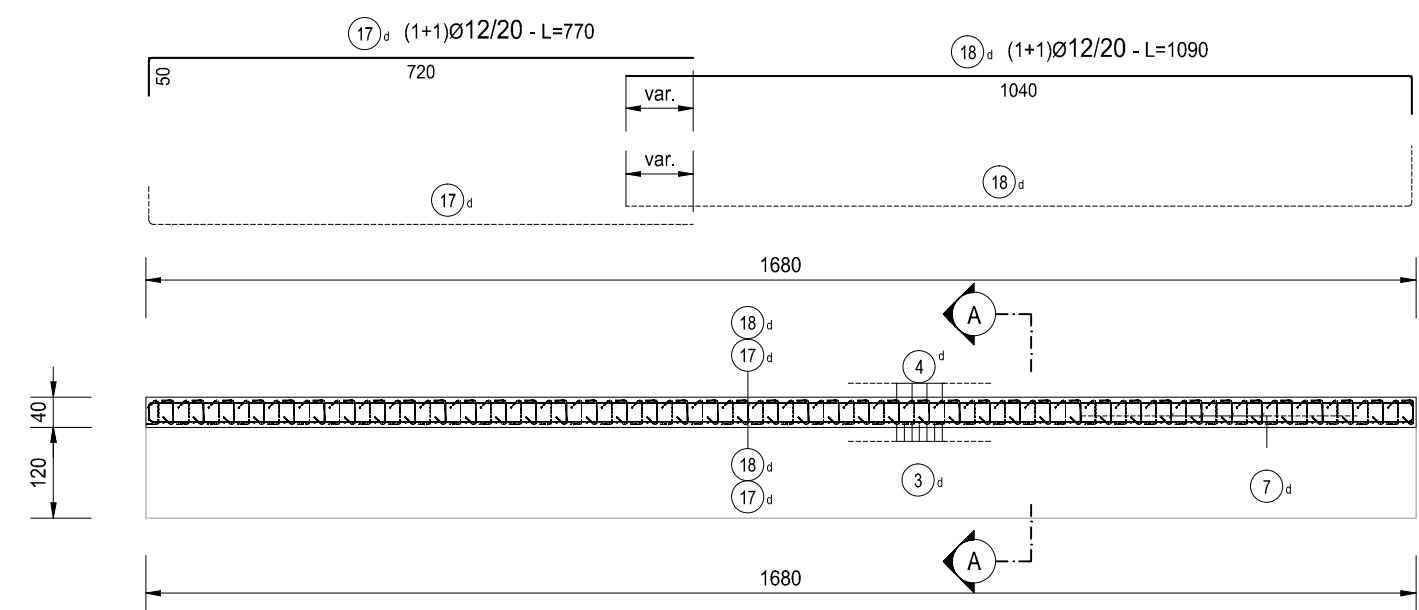 17 d (1+1)Ø12/20 - L=770
18 d (1+1)Ø12/20 - L=1090
50
720
1040
var.
var.
17 d
18 d
1680
A
18 d
17 d
4 d
40
120
18 d
17 d
3 d
7 d
A
1680